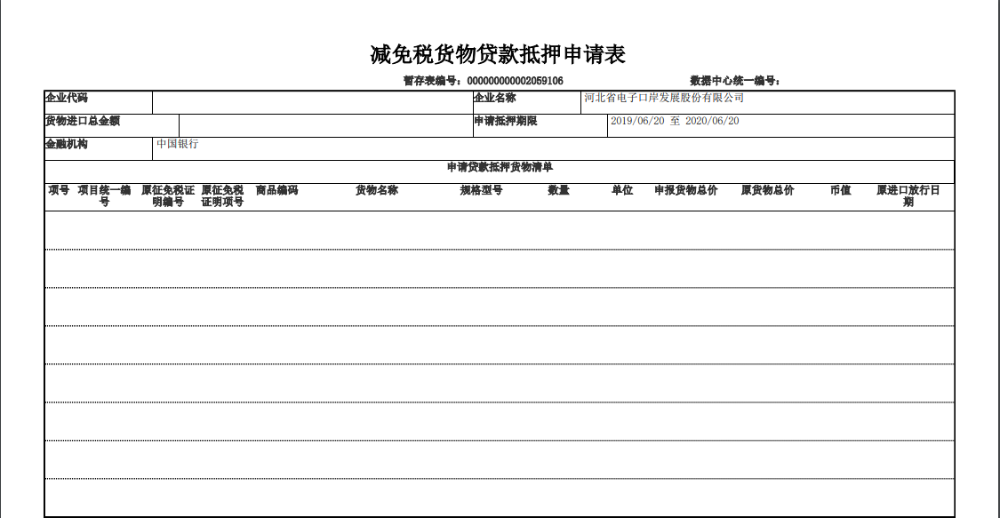 减免税货物贷款抵押申请表
暂存表编号：000000000002059106 数据中心统一编号：
企业代码 企业名称 河北省电子口岸发展股份有限公司
货物进口总金额 申请抵押期限 2019/06/20 至 2020/06/20
金融机构 中国银行
申请贷款抵押货物清单
项号 项目统一编号 原征免税证明编号 原征免税证明项号 商品编码 货物名称 规格型号 数量 单位 申报货物总价 原货物总价 币值 原进口放行日期